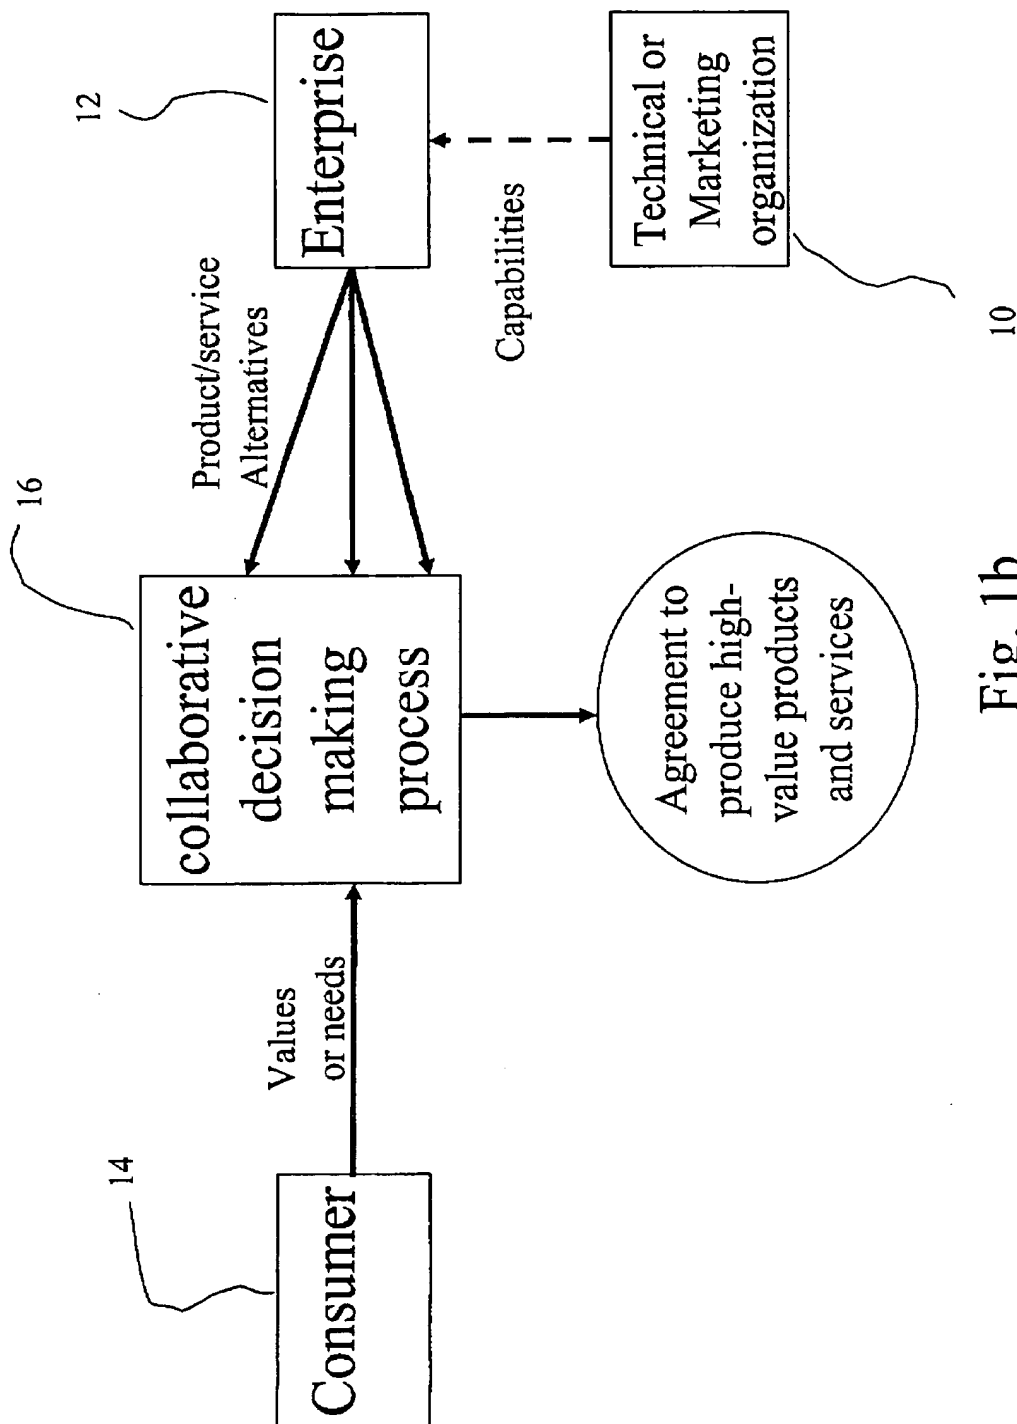 14
Consumer
Values
or needs
16
collaborative
decision
making
process
Product/service
Alternatives
12
Enterprise
Capabilities
Technical or
Marketing
organization
10
Agreement to
produce high-
value products
and services
Fig. 1b